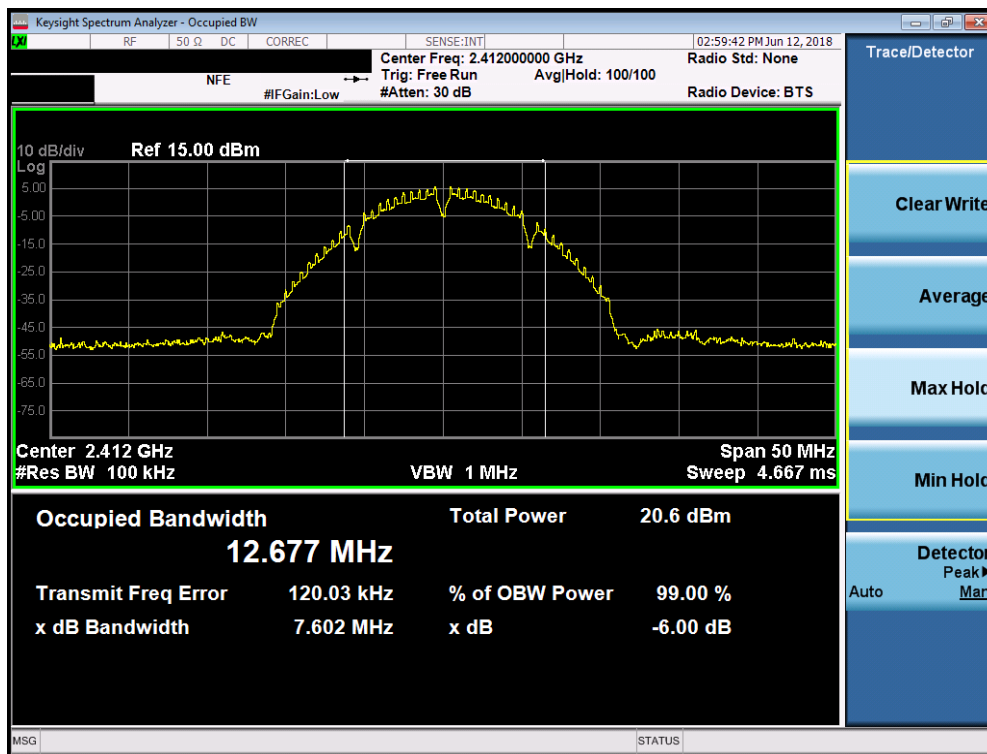 Keysight Spectrum Analyzer - Occupied BW
LXI RF 50 Ω DC CORREC SENSE:INT 02:59:42 PM Jun 12, 2018
Center Freq: 2.412000000 GHz Radio Std: None
NFE Trig: Free Run Avg|Hold: 100/100
#IFGain:Low #Atten: 30 dB Radio Device: BTS
10 dB/div Ref 15.00 dBm
Log
5.00
-5.00
-15.0
-25.0
-35.0
-45.0
-55.0
-65.0
-75.0
Center 2.412 GHz Span 50 MHz
#Res BW 100 kHz VBW 1 MHz Sweep 4.667 ms
Occupied Bandwidth Total Power 20.6 dBm
12.677 MHz
Transmit Freq Error 120.03 kHz % of OBW Power 99.00 %
x dB Bandwidth 7.602 MHz x dB -6.00 dB
Trace/Detector
Clear Write
Average
Max Hold
Min Hold
Detector
Peak
Auto Man
MSG STATUS